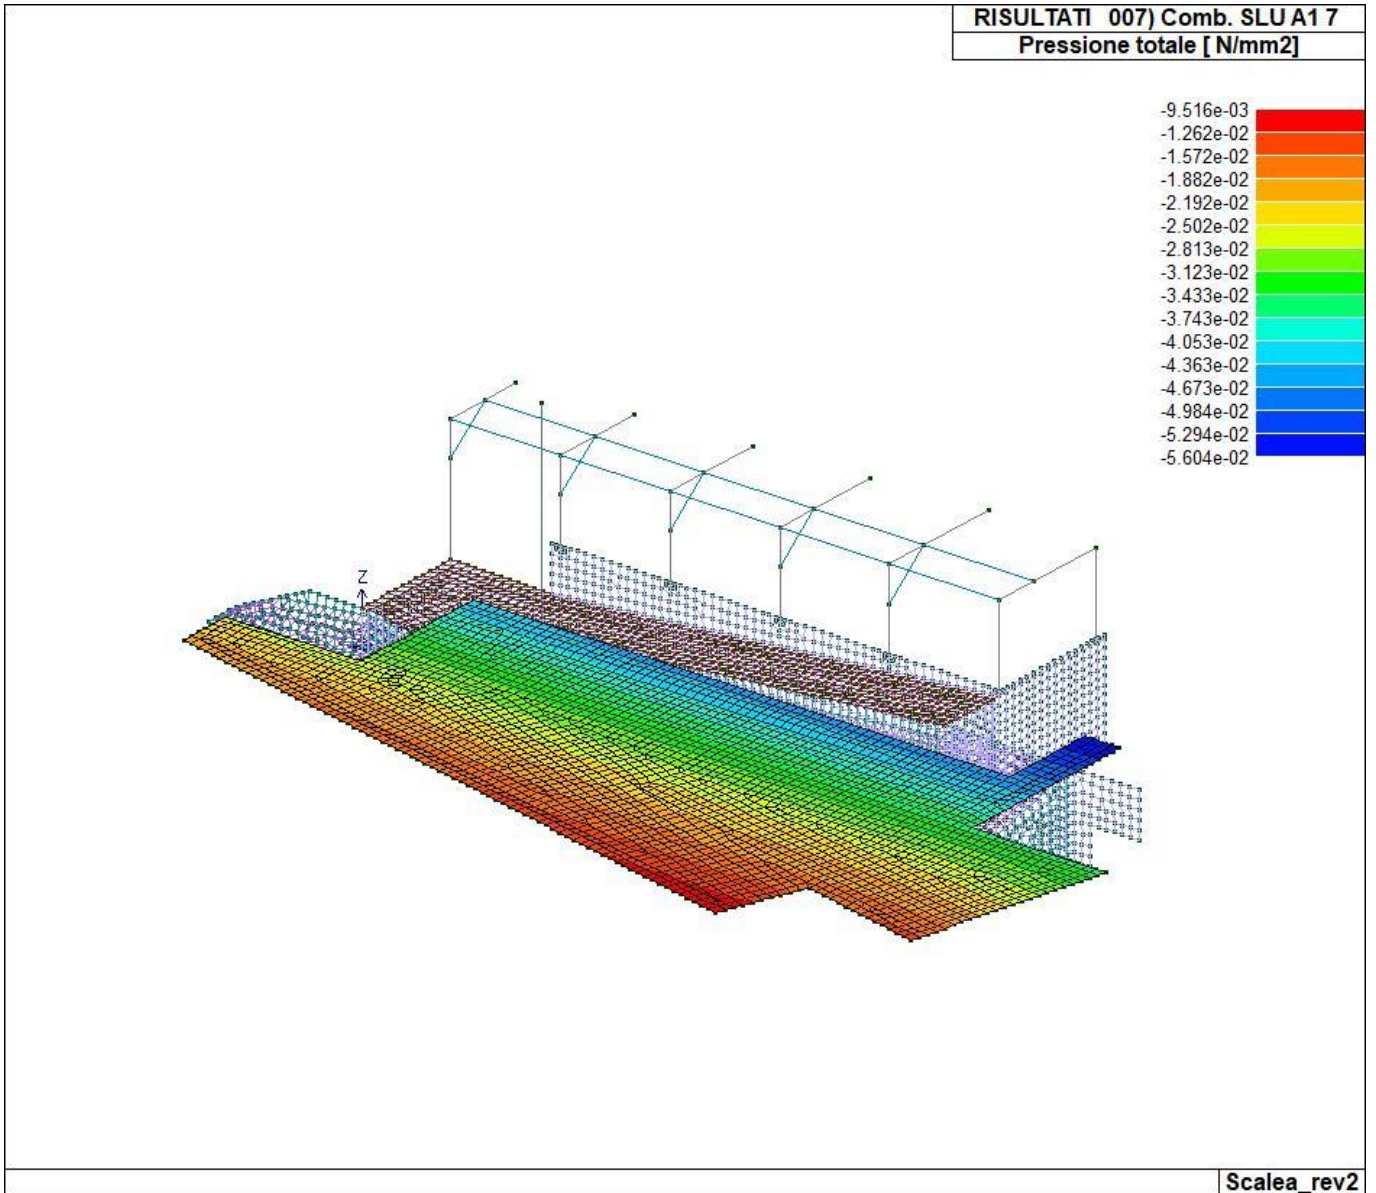 RISULTATI 007) Comb. SLU A1 7
Pressione totale [ N/mm2]
-9.516e-03
-1.262e-02
-1.572e-02
-1.882e-02
-2.192e-02
-2.502e-02
-2.813e-02
-3.123e-02
-3.433e-02
-3.743e-02
-4.053e-02
-4.363e-02
-4.673e-02
-4.984e-02
-5.294e-02
-5.604e-02
Z
Scalea_rev2